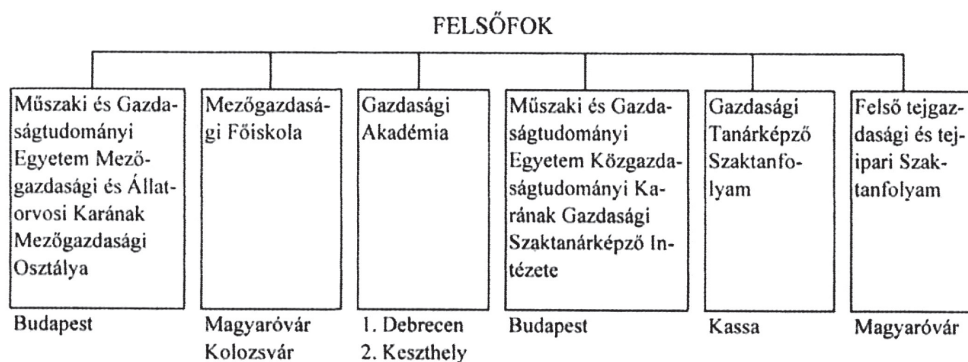 FELSŐFOK
Műszaki és Gazda-
ságtudományi
Egyetem Mező-
gazdasági és Állat-
orvosi Karának
Mezőgazdasági
Osztálya
Budapest
Mezőgazdasá-
gi Főiskola
Magyaróvár
Kolozsvár
Gazdasági
Akadémia
1. Debrecen
2. Keszthely
Műszaki és Gazda-
ságtudományi
Egyetem Közgazda-
ságtudományi Ka-
rának Gazdasági
Szaktanárképző In-
tézete
Budapest
Gazdasági
Tanárképző
Szaktanfo-
lyam
Kassa
Felső tejgaz-
dasági és tej-
ipari Szak-
tanfolyam
Magyaróvár